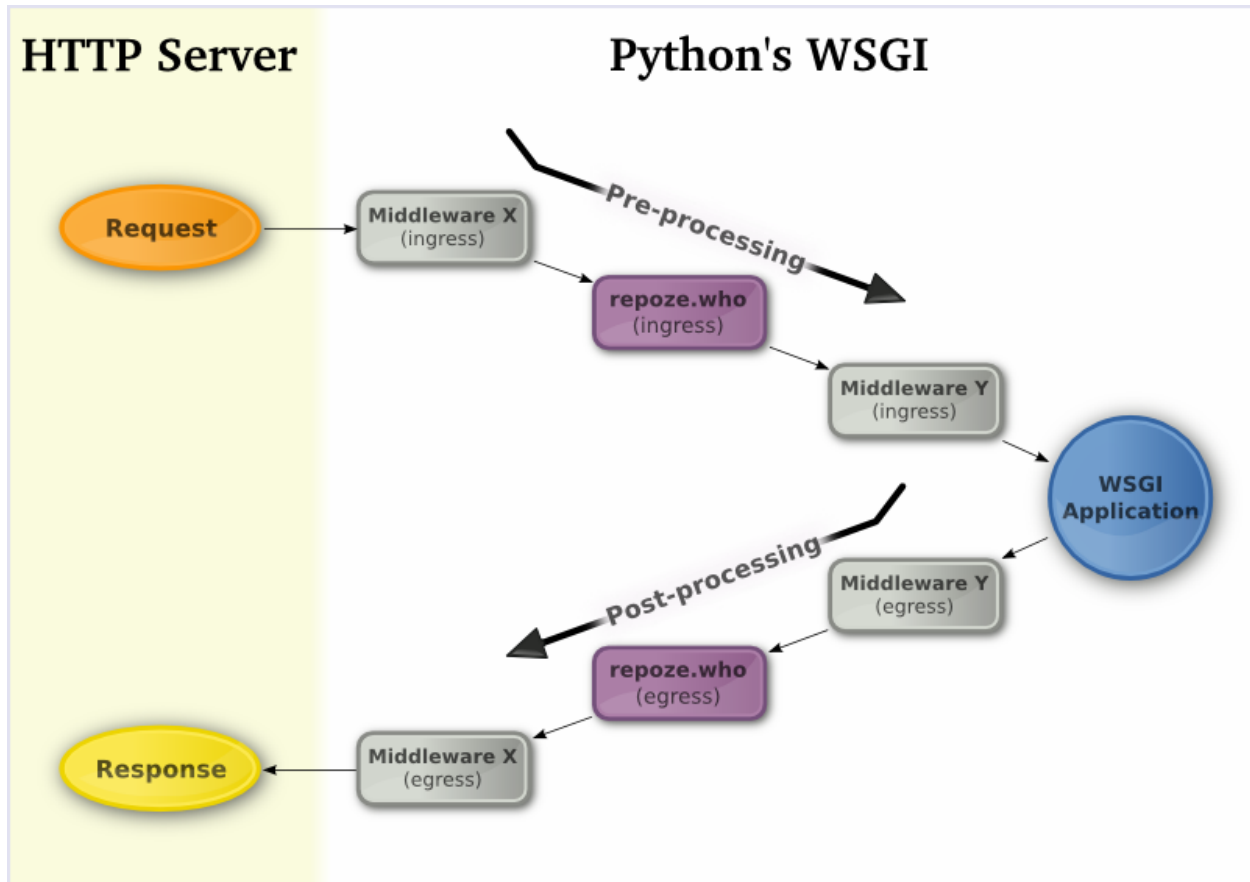 HTTP Server
Python's WSGI
Request
Middleware X
(ingress)
Pre-processing
repoze.who
(ingress)
Middleware Y
(ingress)
WSGI
Application
Middleware Y
(egress)
Post-processing
repoze.who
(egress)
Middleware X
(egress)
Response